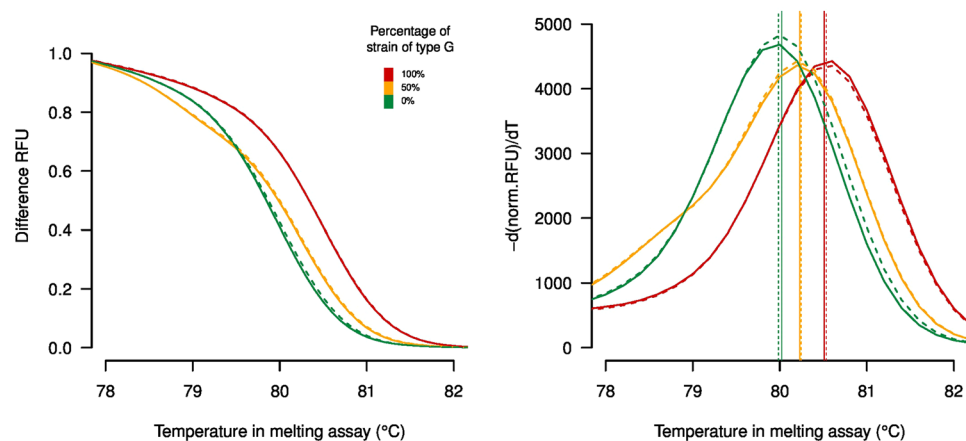 Percentage of
strain of type G
100%
50%
0%
Difference RFU
1.0
0.8
0.6
0.4
0.2
0.0
78 79 80 81 82
Temperature in melting assay (°C)
−d(norm.RFU)/dT
5000
4000
3000
2000
1000
0
78 79 80 81 82
Temperature in melting assay (°C)